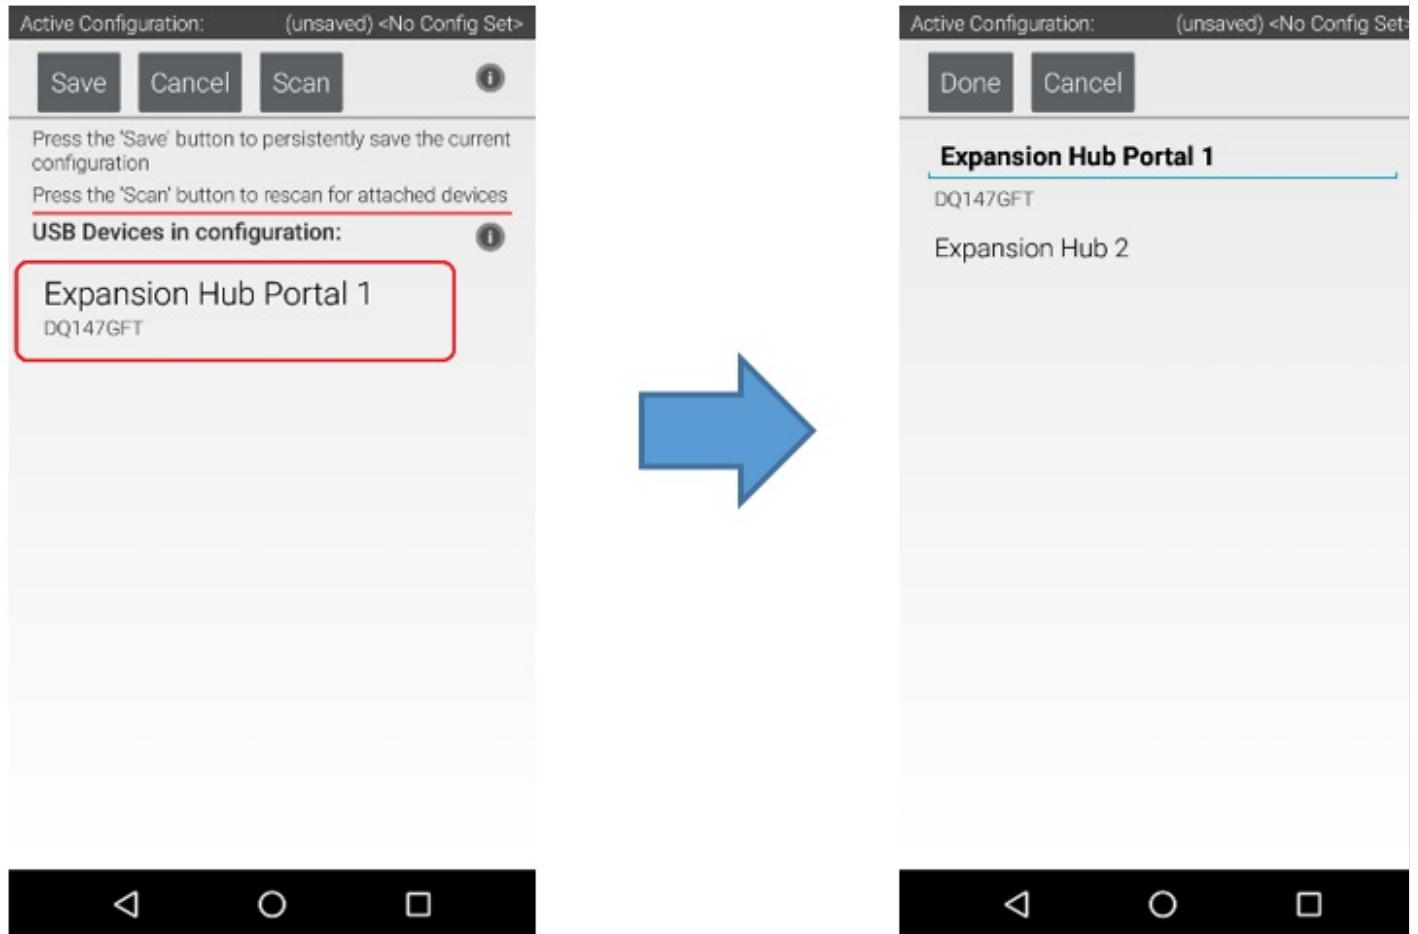 Active Configuration: (unsaved) <No Config Set>
Save Cancel Scan
Press the 'Save' button to persistently save the current
configuration
Press the 'Scan' button to rescan for attached devices
USB Devices in configuration:
Expansion Hub Portal 1
DQ147GFT
Active Configuration: (unsaved) <No Config Set>
Done Cancel
Expansion Hub Portal 1
DQ147GFT
Expansion Hub 2